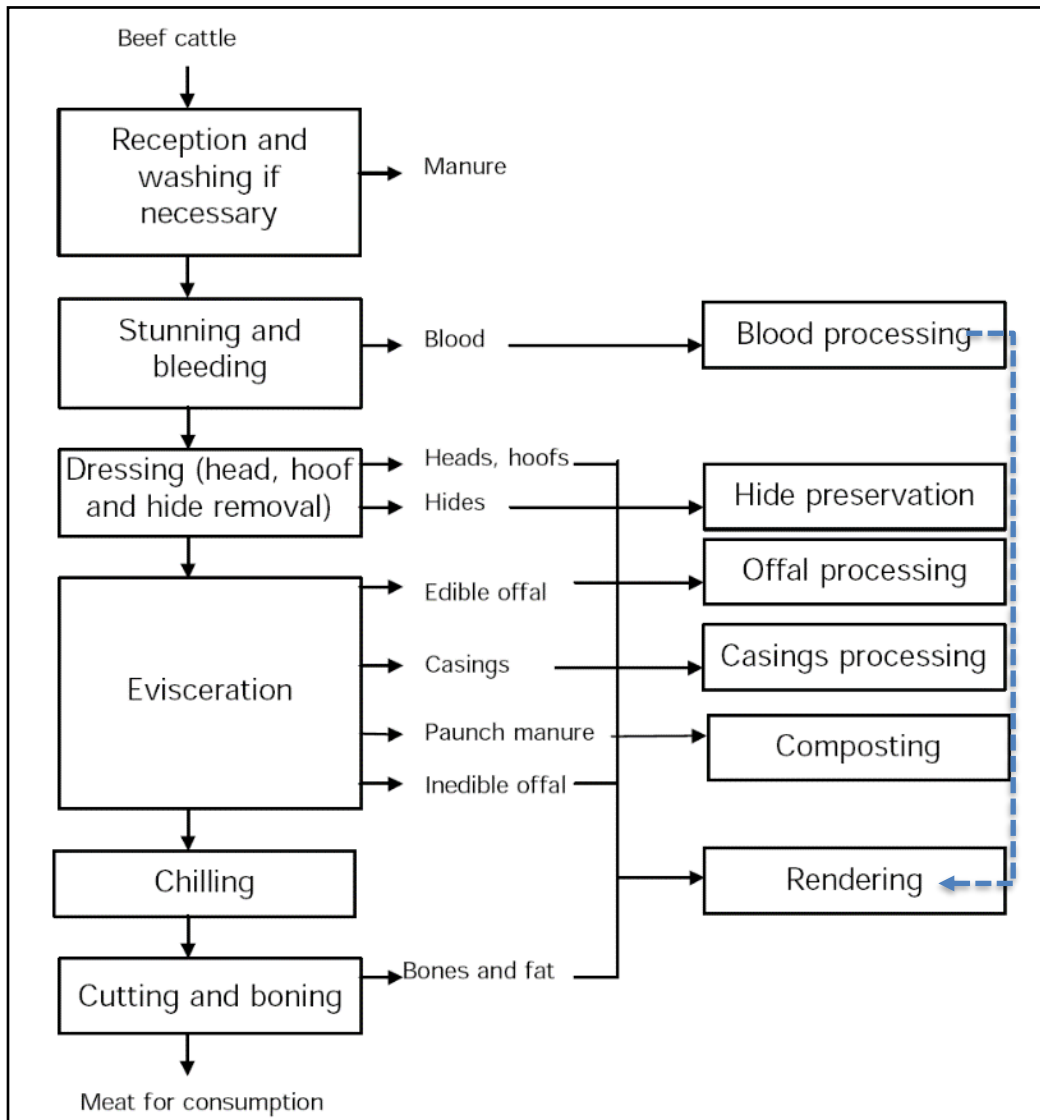 Beef cattle
Reception and
washing if
necessary
Manure
Stunning and
bleeding
Blood
Blood processing
Dressing (head, hoof
and hide removal)
Heads, hoofs
Hides
Hide preservation
Evisceration
Edible offal
Offal processing
Casings
Casings processing
Paunch manure
Composting
Inedible offal
Chilling
Rendering
Cutting and boning
Bones and fat
Meat for consumption